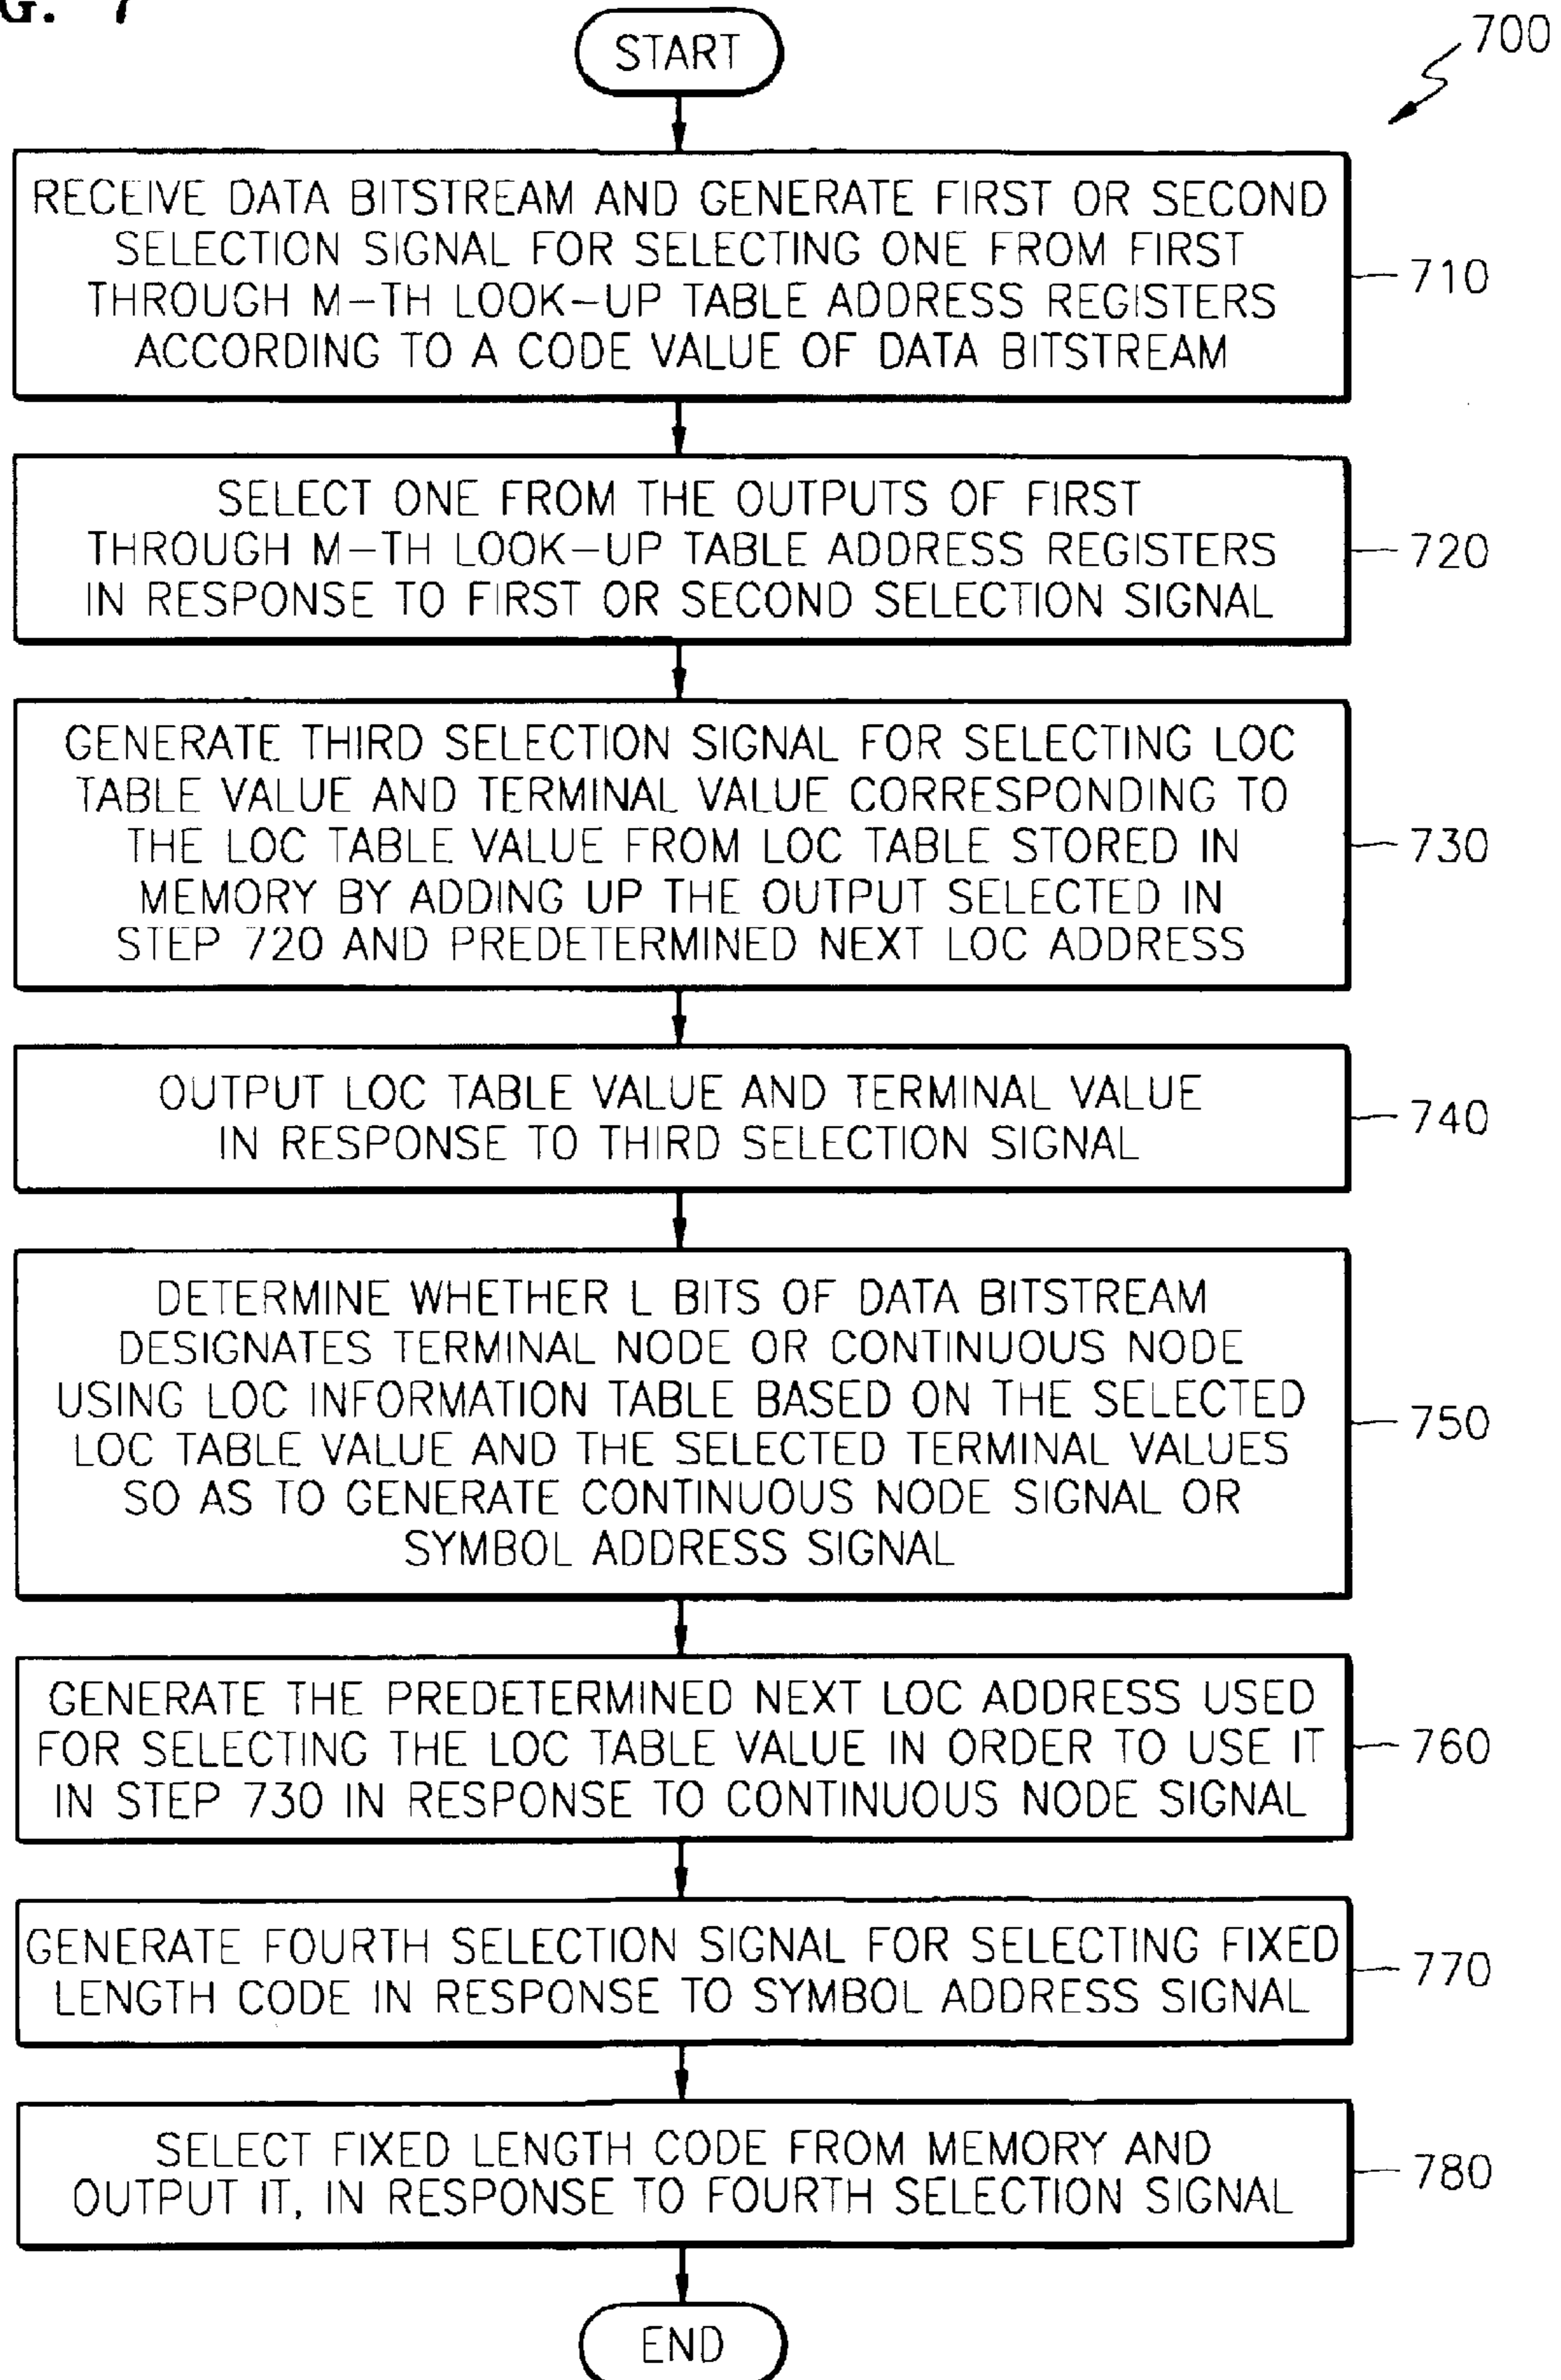 G. 7
START
700
RECEIVE DATA BITSTREAM AND GENERATE FIRST OR SECOND
SELECTION SIGNAL FOR SELECTING ONE FROM FIRST
THROUGH M-TH LOOK-UP TABLE ADDRESS REGISTERS
ACCORDING TO A CODE VALUE OF DATA BITSTREAM
710
SELECT ONE FROM THE OUTPUTS OF FIRST
THROUGH M-TH LOOK-UP TABLE ADDRESS REGISTERS
IN RESPONSE TO FIRST OR SECOND SELECTION SIGNAL
720
GENERATE THIRD SELECTION SIGNAL FOR SELECTING LOC
TABLE VALUE AND TERMINAL VALUE CORRESPONDING TO
THE LOC TABLE VALUE FROM LOC TABLE STORED IN
MEMORY BY ADDING UP THE OUTPUT SELECTED IN
STEP 720 AND PREDETERMINED NEXT LOC ADDRESS
730
OUTPUT LOC TABLE VALUE AND TERMINAL VALUE
IN RESPONSE TO THIRD SELECTION SIGNAL
740
DETERMINE WHETHER L BITS OF DATA BITSTREAM
DESIGNATES TERMINAL NODE OR CONTINUOUS NODE
USING LOC INFORMATION TABLE BASED ON THE SELECTED
LOC TABLE VALUE AND THE SELECTED TERMINAL VALUES
SO AS TO GENERATE CONTINUOUS NODE SIGNAL OR
SYMBOL ADDRESS SIGNAL
750
GENERATE THE PREDETERMINED NEXT LOC ADDRESS USED
FOR SELECTING THE LOC TABLE VALUE IN ORDER TO USE IT
IN STEP 730 IN RESPONSE TO CONTINUOUS NODE SIGNAL
760
GENERATE FOURTH SELECTION SIGNAL FOR SELECTING FIXED
LENGTH CODE IN RESPONSE TO SYMBOL ADDRESS SIGNAL
770
SELECT FIXED LENGTH CODE FROM MEMORY AND
OUTPUT IT, IN RESPONSE TO FOURTH SELECTION SIGNAL
780
END